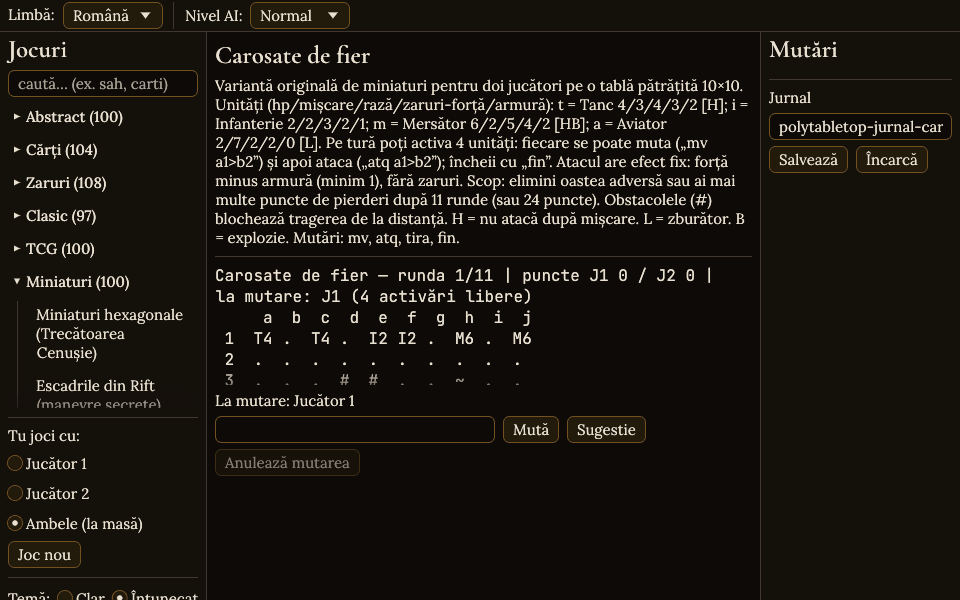 Limbă: Română ▼ Nivel AI: Normal ▼
Jocuri
caută... (ex. sah, carti)
▸ Abstract (100)
▸ Cărți (104)
▸ Zaruri (108)
▸ Clasic (97)
▸ TCG (100)
▾ Miniaturi (100)
Miniaturi hexagonale
(Trecătoarea
Cenușie)
Escadrile din Rift
(manevre secrete)
Tu joci cu:
Jucător 1
Jucător 2
Ambele (la masă)
Joc nou
Temă: Clar Întunecat
Carosate de fier
Variantă originală de miniaturi pentru doi jucători pe o tablă pătrățită 10×10.
Unități (hp/mișcare/rază/zaruri-forță/armură): t = Tanc 4/3/4/3/2 [H]; i =
Infanterie 2/2/3/2/1; m = Mersător 6/2/5/4/2 [HB]; a = Aviator
2/7/2/2/0 [L]. Pe tură poți activa 4 unități: fiecare se poate muta („mv
a1>b2”) și apoi ataca („atq a1>b2”); închei cu „fin”. Atacul are efect fix: forță
minus armură (minim 1), fără zaruri. Scop: elimini oastea adversă sau ai mai
multe puncte de pierderi după 11 runde (sau 24 puncte). Obstacolele (#)
blochează tragerea de la distanță. H = nu atacă după mișcare. L = zburător. B
= explozie. Mutări: mv, atq, tira, fin.
Carosate de fier — runda 1/11 | puncte J1 0 / J2 0 |
la mutare: J1 (4 activări libere)
a b c d e f g h i j
1 T4 . T4 . I2 I2 . M6 . M6
2 . . . . . . . . . .
3 . . . # # . . ~ . .
La mutare: Jucător 1
Mută Sugestie
Anulează mutarea
Mutări
Jurnal
polytabletop-jurnal-car
Salvează Încarcă